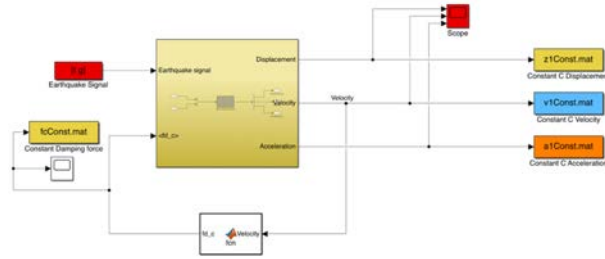 Scope
Displacement
z1Const.mat
Constant C Displacement
Earthquake signal
Earthquake Signal
Velocity
Velocity
v1Const.mat
Constant C Velocity
fcConst.mat
Constant Damping force
<fd_c>
Acceleration
a1Const.mat
Constant C Acceleration
fd_c
Velocity
fcn